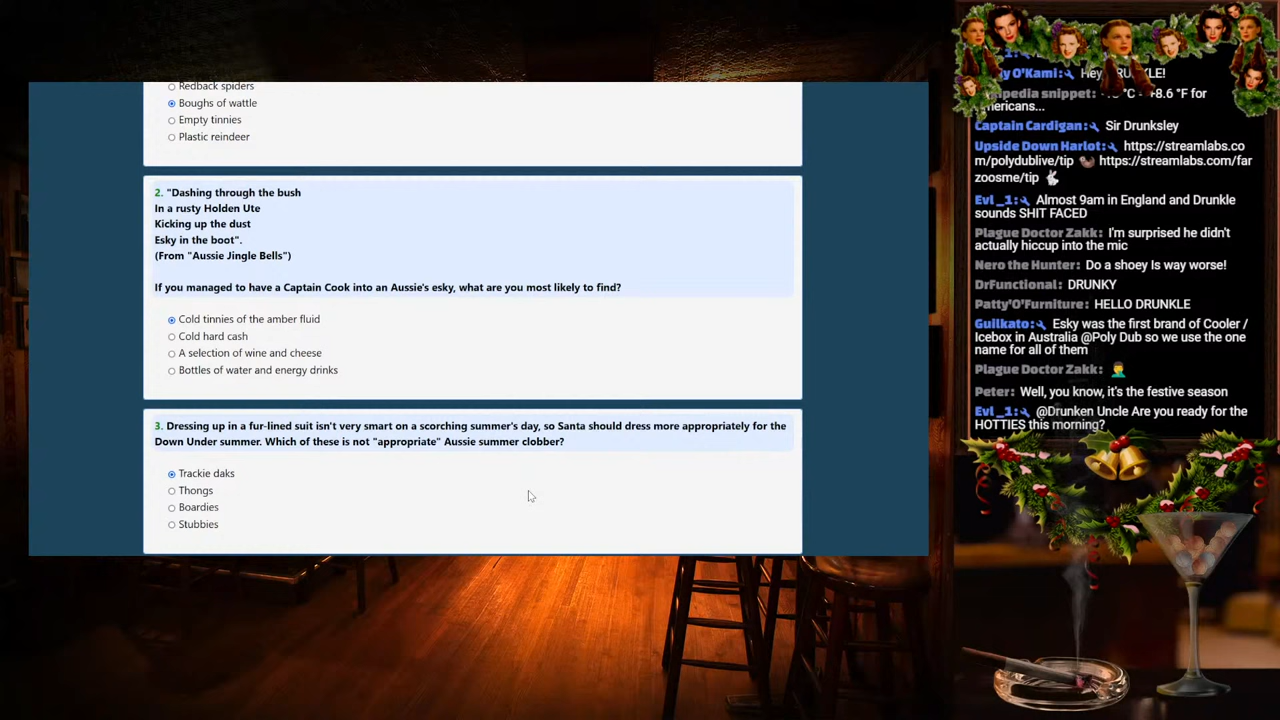 Redback spiders
Boughs of wattle
Empty tinnies
Plastic reindeer
2. "Dashing through the bush
In a rusty Holden Ute
Kicking up the dust
Esky in the boot".
(From "Aussie Jingle Bells")
If you managed to have a Captain Cook into an Aussie's esky, what are you most likely to find?
Cold tinnies of the amber fluid
Cold hard cash
A selection of wine and cheese
Bottles of water and energy drinks
3. Dressing up in a fur-lined suit isn't very smart on a scorching summer's day, so Santa should dress more appropriately for the
Down Under summer. Which of these is not "appropriate" Aussie summer clobber?
Trackie daks
Thongs
Boardies
Stubbies
O'Kami: Hey
snippet:
°C
8.6 °F for
mericans...
Captain Cardigan: Sir Drunksley
Upside Down Harlot: https://streamlabs.co
m/polydublive/tip https://streamlabs.com/far
zoosme/tip
Evl _1: Almost 9am in England and Drunkle
sounds SHIT FACED
Plague Doctor Zakk: I'm surprised he didn't
actually hiccup into the mic
Nero the Hunter: Do a shoey Is way worse!
DrFunctional: DRUNKY
Patty'O'Furniture: HELLO DRUNKLE
Guilkato: Esky was the first brand of Cooler /
Icebox in Australia @Poly Dub so we use the one
name for all of them
Plague Doctor Zakk: 🤦‍♂️
Peter: Well, you know, it's the festive season
Evl _1: @Drunken Uncle Are you ready for the
HOTTIES this morning?